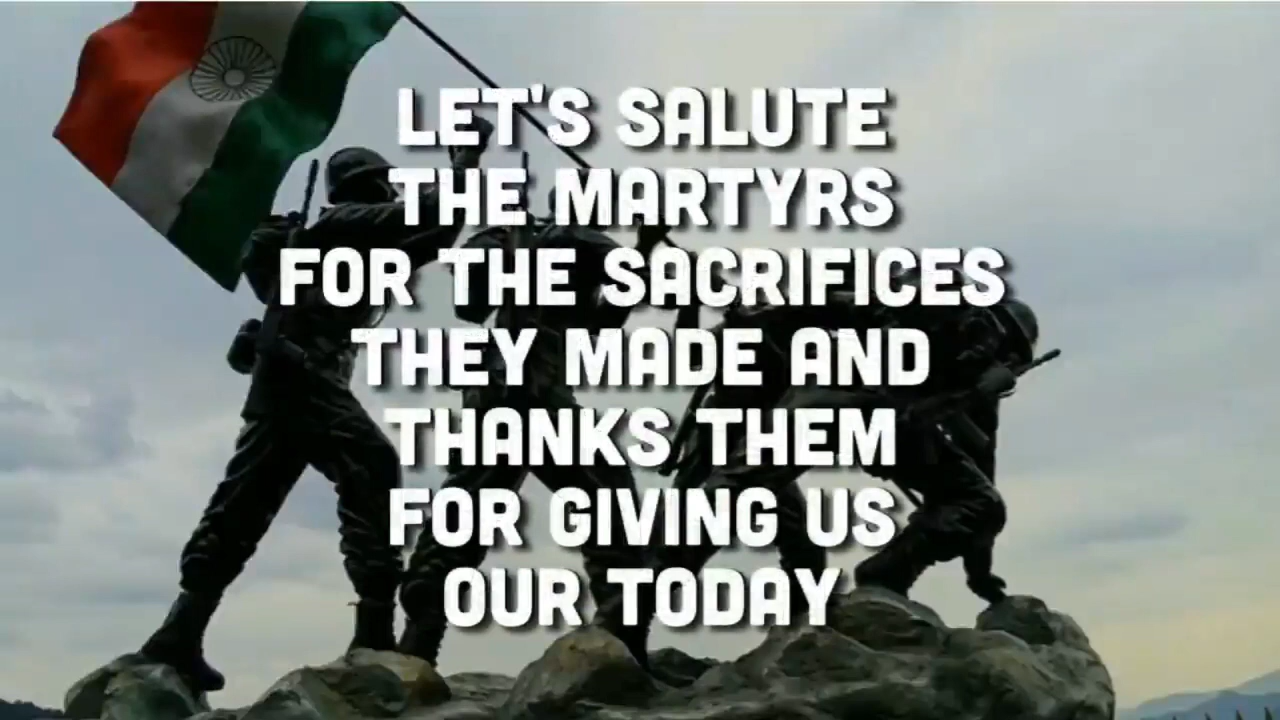 LET'S SALUTE
THE MARTYRS
FOR THE SACRIFICES
THEY MADE AND
THANKS THEM
FOR GIVING US
OUR TODAY